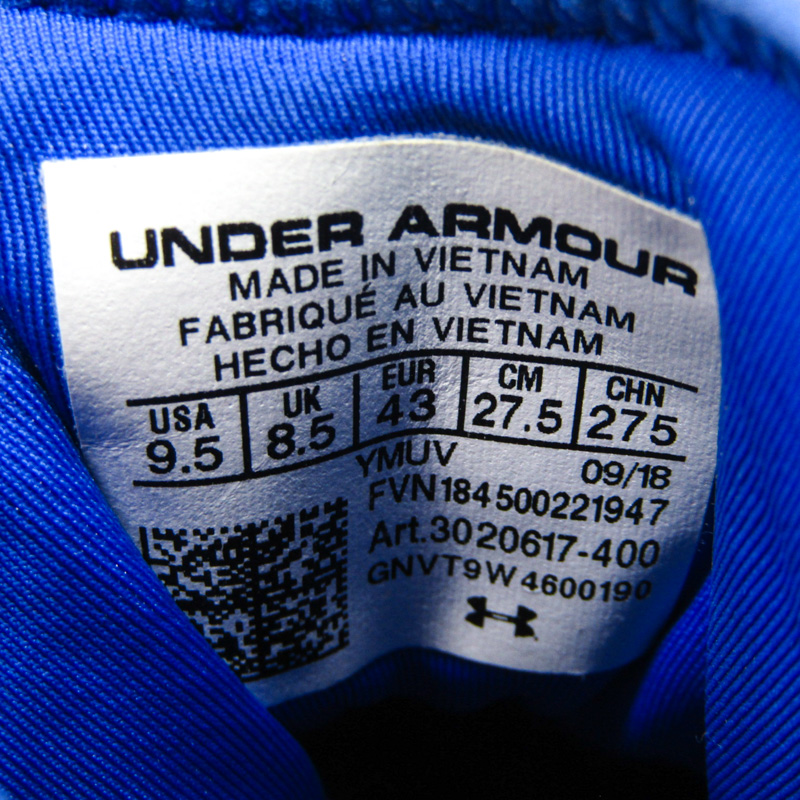 UNDER ARMOUR
MADE IN VIETNAM
FABRIQUÉ AU VIETNAM
HECHO EN VIETNAM
USA UK EUR CM CHN
9.5 8.5 43 27.5 275
YMUV 09/18
FVN184500221947
Art.3020617-400
GNVT9W4600190